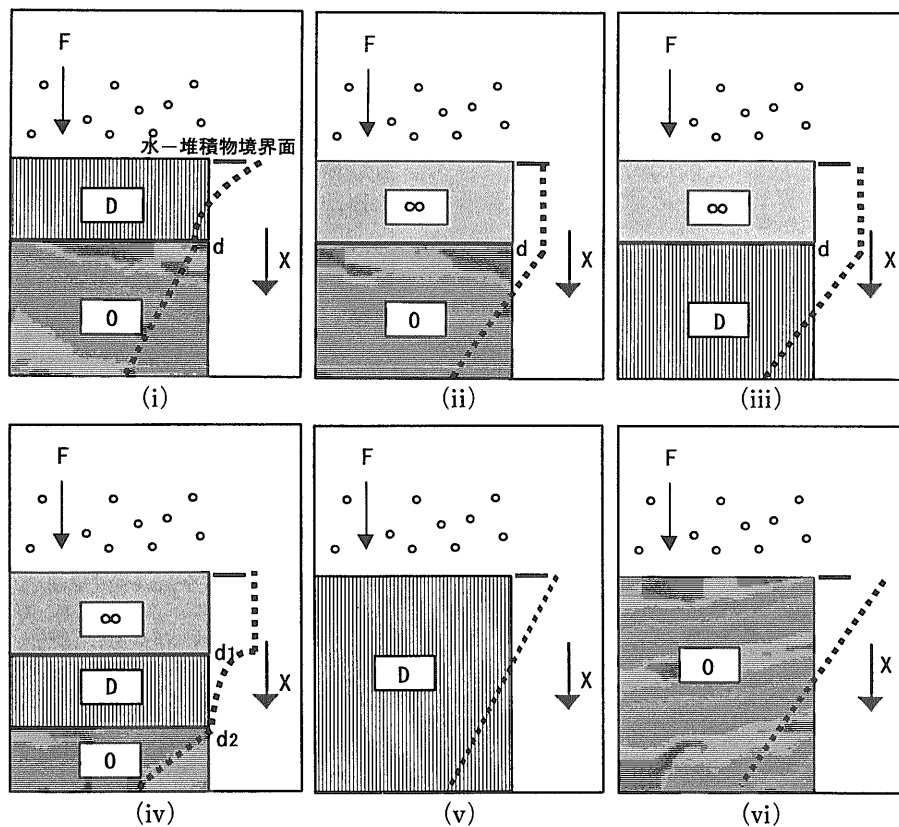 F
水－堆積物境界面
D
d
X
0
(i)
F
∞
d
X
0
(ii)
F
∞
d
X
D
(iii)
F
∞
d1
X
D
d2
0
(iv)
F
X
D
(v)
F
X
0
(vi)